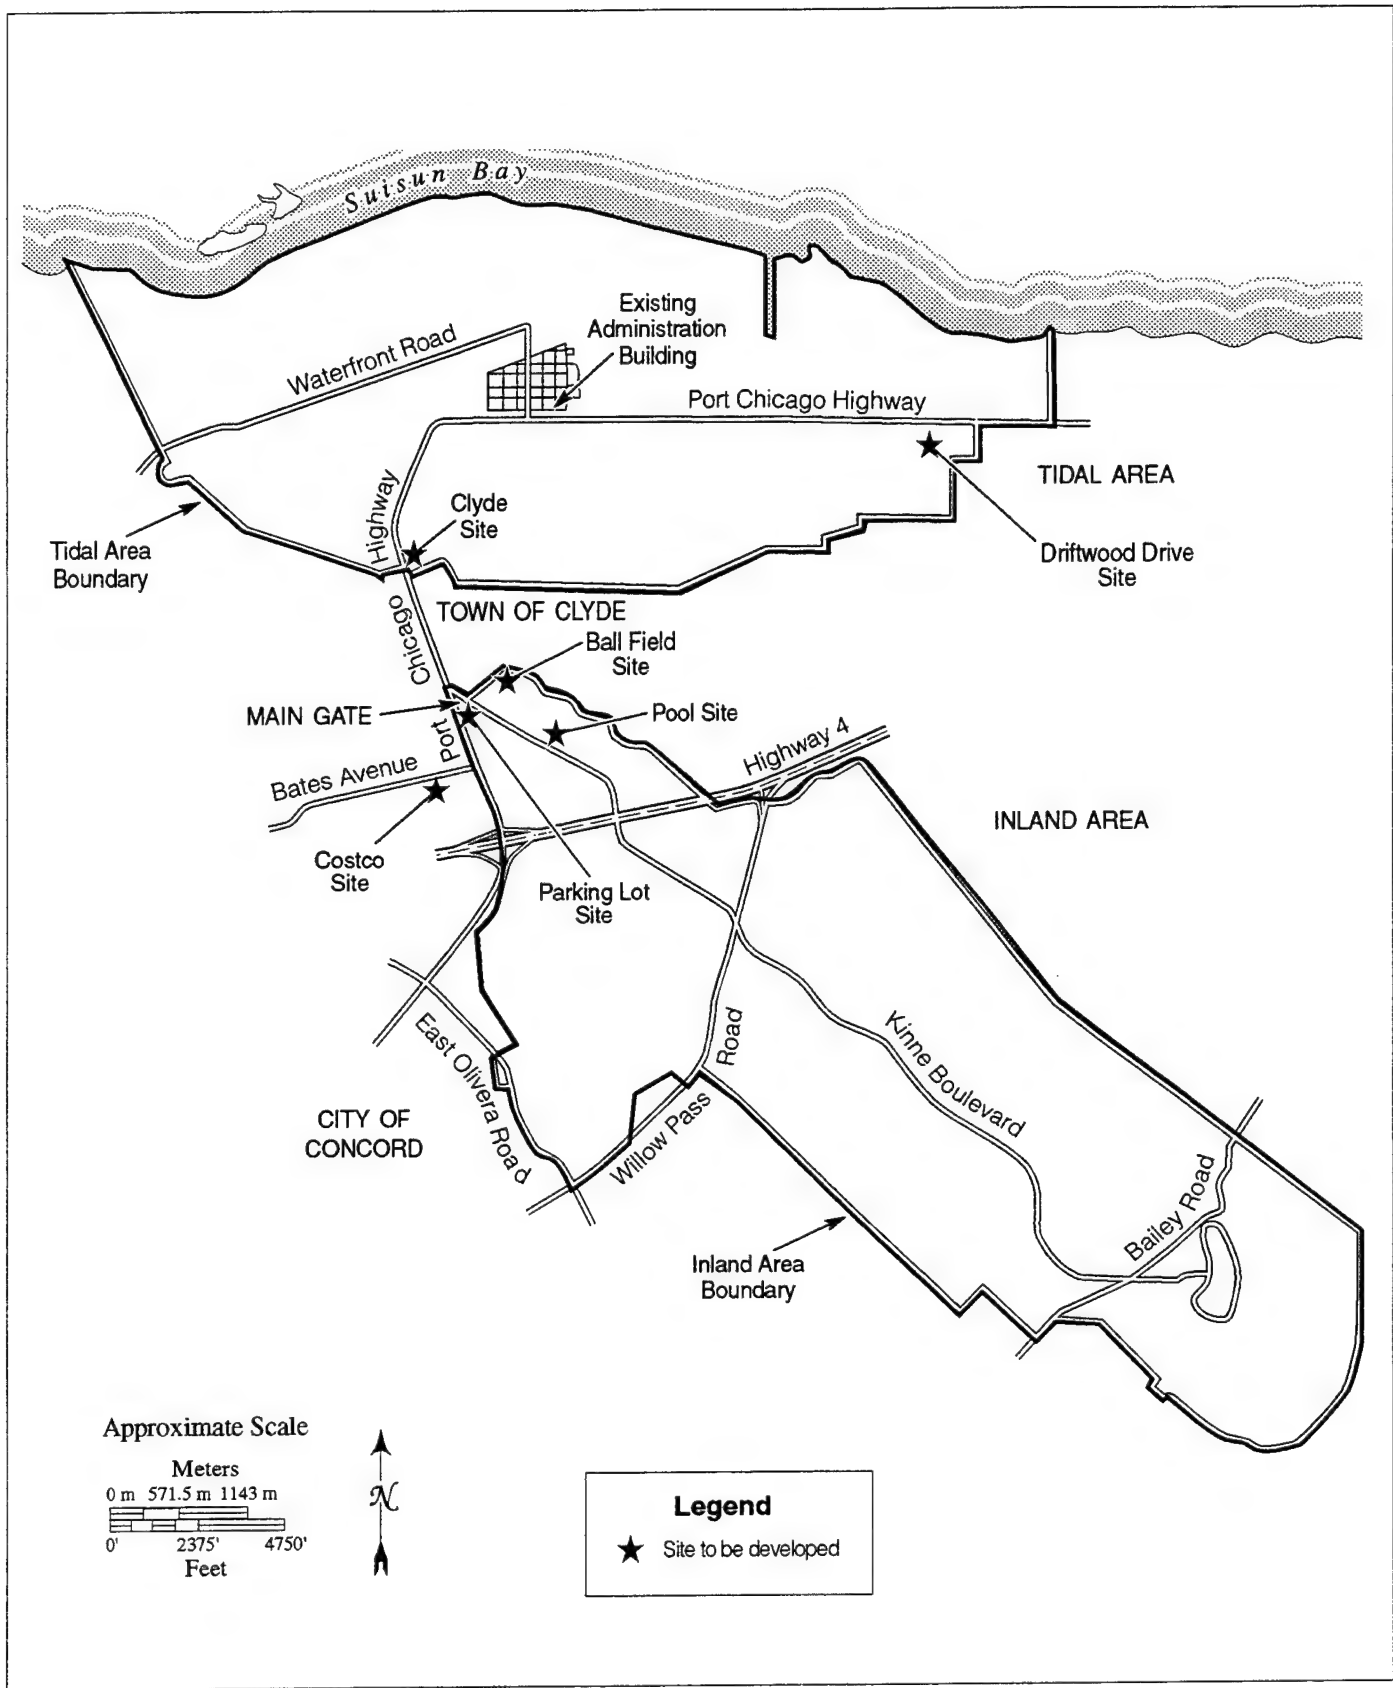 Suisun Bay
Existing
Administration
Building
Waterfront Road
Port Chicago Highway
TIDAL AREA
Highway
Clyde
Site
Tidal Area
Boundary
Driftwood Drive
Site
Chicago
TOWN OF CLYDE
Ball Field
Site
MAIN GATE
Port
Pool Site
Highway 4
Bates Avenue
INLAND AREA
Costco
Site
Parking Lot
Site
East Olivera Road
Road
Kinne Boulevard
CITY OF
CONCORD
Willow Pass
Bailey Road
Inland Area
Boundary
Approximate Scale
Meters
0 m 571.5 m 1143 m
0' 2375' 4750'
Feet
N
Legend
Site to be developed